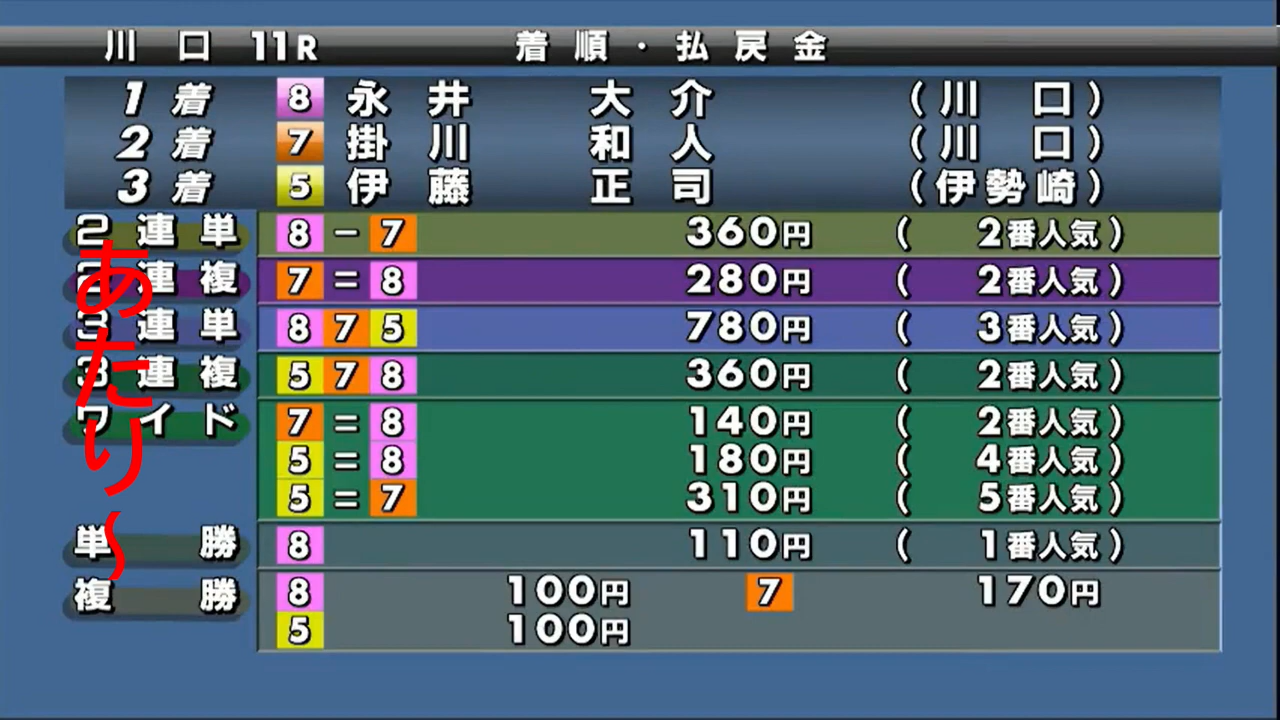 川口 11R 着順・払戻金
1着 8 永井 大介 (川口)
2着 7 掛川 和人 (川口)
3着 5 伊藤 正司 (伊勢崎)
2連単 8-7 360円 (2番人気)
2連複 7=8 280円 (2番人気)
3連単 8 7 5 780円 (3番人気)
3連複 5 7 8 360円 (2番人気)
ワイド 7=8 140円 (2番人気)
5=8 180円 (4番人気)
5=7 310円 (5番人気)
単勝 8 110円 (1番人気)
複勝 8 100円 7 170円
5 100円
あたり~